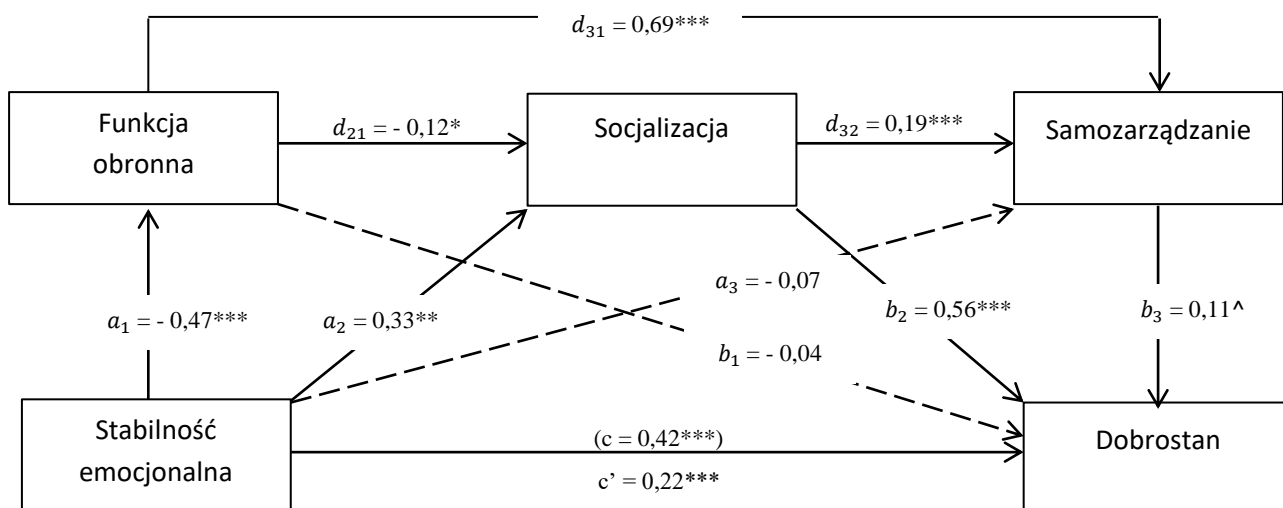 d₃₁ = 0,69***
Funkcja
obronna
d₂₁ = - 0,12*
Socjalizacja
d₃₂ = 0,19***
Samozarządzanie
a₁ = - 0,47***
a₂ = 0,33**
a₃ = - 0,07
b₁ = - 0,04
b₂ = 0,56***
b₃ = 0,11^
Stabilność
emocjonalna
(c = 0,42***)
c’ = 0,22***
Dobrostan